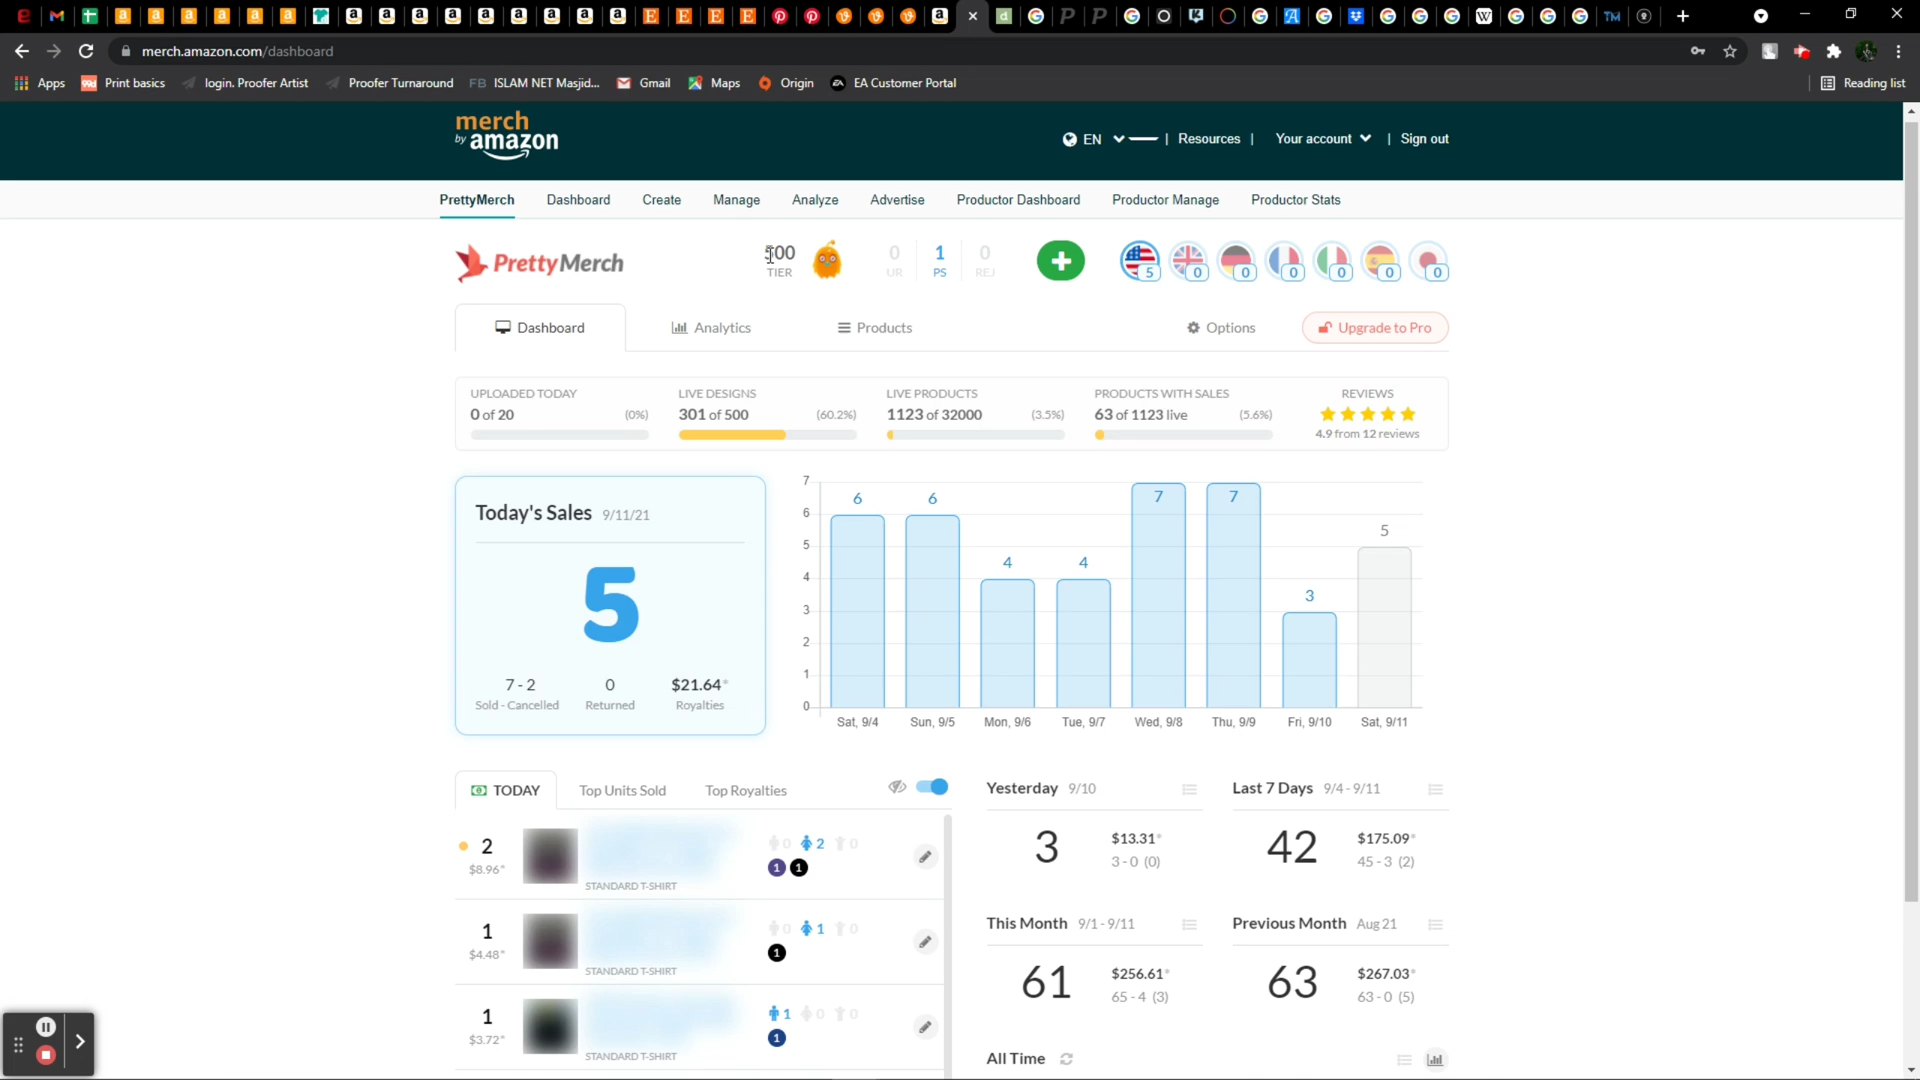 merch.amazon.com/dashboard
Apps
Print basics
login. Proofer Artist
Proofer Turnaround
FB ISLAM NET Masjid...
Gmail
Maps
Origin
EA Customer Portal
Reading list
merch
by amazon
EN
| Resources |
Your account
| Sign out
PrettyMerch
Dashboard
Create
Manage
Analyze
Advertise
Productor Dashboard
Productor Manage
Productor Stats
PrettyMerch
500
TIER
0
UR
1
PS
0
REJ
5
0
0
0
0
0
0
Dashboard
Analytics
Products
Options
Upgrade to Pro
UPLOADED TODAY
0 of 20 (0%)
LIVE DESIGNS
301 of 500 (60.2%)
LIVE PRODUCTS
1123 of 32000 (3.5%)
PRODUCTS WITH SALES
63 of 1123 live (5.6%)
REVIEWS
4.9 from 12 reviews
Today's Sales 9/11/21
5
7 - 2
Sold - Cancelled
0
Returned
$21.64*
Royalties
7
6
5
4
3
2
1
0
6
6
4
4
7
7
3
5
Sat, 9/4
Sun, 9/5
Mon, 9/6
Tue, 9/7
Wed, 9/8
Thu, 9/9
Fri, 9/10
Sat, 9/11
TODAY
Top Units Sold
Top Royalties
2
$8.96*
STANDARD T-SHIRT
0 2 0
1 1
1
$4.48*
STANDARD T-SHIRT
0 1 0
1
1
$3.72*
STANDARD T-SHIRT
1 0 0
1
Yesterday 9/10
3
$13.31*
3 - 0 (0)
Last 7 Days 9/4 - 9/11
42
$175.09*
45 - 3 (2)
This Month 9/1 - 9/11
61
$256.61*
65 - 4 (3)
Previous Month Aug 21
63
$267.03*
63 - 0 (5)
All Time